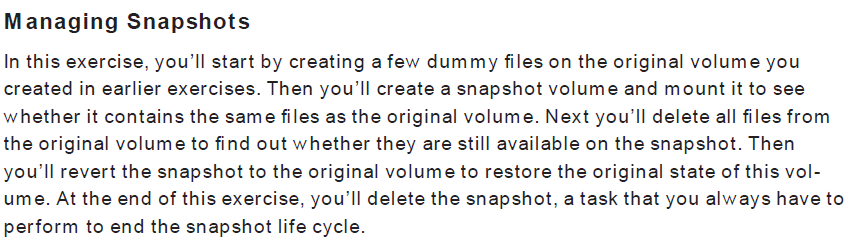 Managing Snapshots
In this exercise, you’ll start by creating a few dummy files on the original volume you
created in earlier exercises. Then you’ll create a snapshot volume and mount it to see
whether it contains the same files as the original volume. Next you’ll delete all files from
the original volume to find out whether they are still available on the snapshot. Then
you’ll revert the snapshot to the original volume to restore the original state of this vol-
ume. At the end of this exercise, you’ll delete the snapshot, a task that you always have to
perform to end the snapshot life cycle.